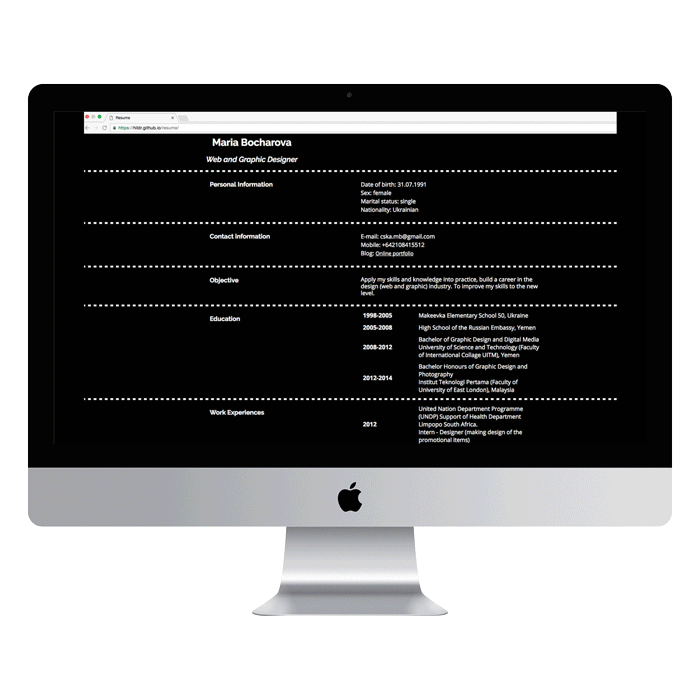 Resume
https://hitdr.github.io/resume/
Maria Bocharova
Web and Graphic Designer
Personal Information
Date of birth: 31.07.1991
Sex: female
Marital status: single
Nationality: Ukrainian
Contact information
E-mail: cska.mb@gmail.com
Mobile: +642108415512
Blog: Online portfolio
Objective
Apply my skills and knowledge into practice, build a career in the
design (web and graphic) industry. To improve my skills to the new
level.
Education
1998-2005 Makeevka Elementary School 50, Ukraine
2005-2008 High School of the Russian Embassy, Yemen
2008-2012
Bachelor of Graphic Design and Digital Media
University of Science and Technology (Faculty
of International Collage UITM), Yemen
2012-2014
Bachelor Honours of Graphic Design and
Photography
Institut Teknologi Pertama (Faculty of
University of East London), Malaysia
Work Experiences
2012
United Nation Department Programme
(UNDP) Support of Health Department
Limpopo South Africa.
Intern - Designer (making design of the
promotional items)